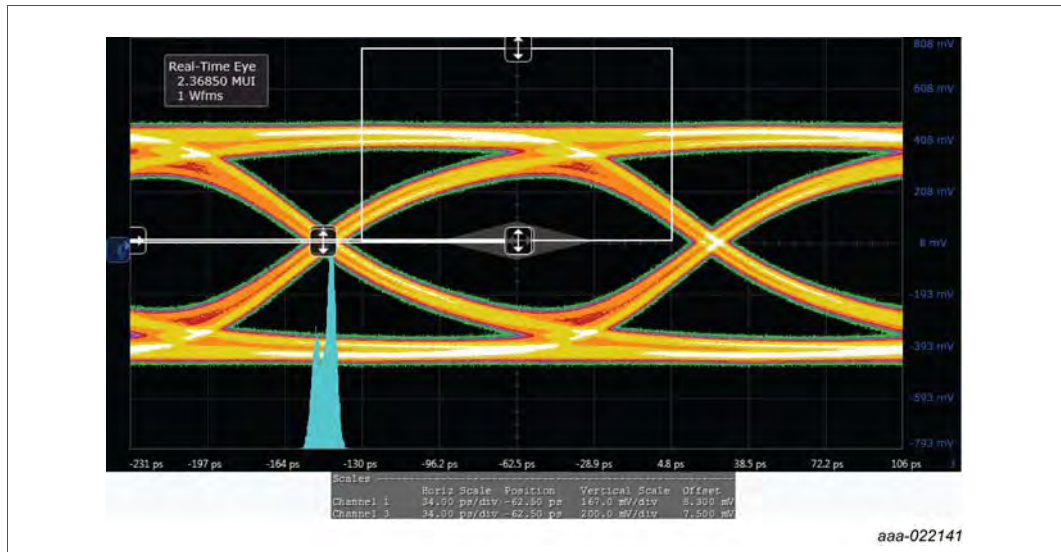 Real-Time Eye
2.36850 MUI
1 Wfms
808 mV
608 mV
408 mV
208 mV
8 mV
-193 mV
-393 mV
-593 mV
-793 mV
-231 ps -197 ps -164 ps -130 ps -96.2 ps -62.5 ps -28.9 ps 4.8 ps 38.5 ps 72.2 ps 106 ps
Scales
Horiz Scale Position Vertical Scale Offset
Channel 1 34.00 ps/div -62.50 ps 167.0 mV/div 8.300 mV
Channel 3 34.00 ps/div -62.50 ps 200.0 mV/div 7.500 mV
aaa-022141